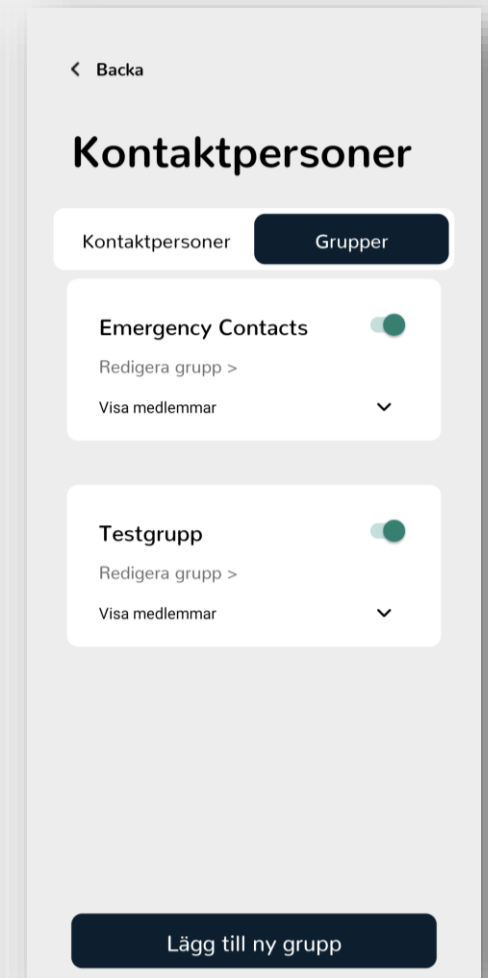 Backa
Kontaktpersoner
Kontaktpersoner Grupper
Emergency Contacts
Redigera grupp >
Visa medlemmar
Testgrupp
Redigera grupp >
Visa medlemmar
Lägg till ny grupp